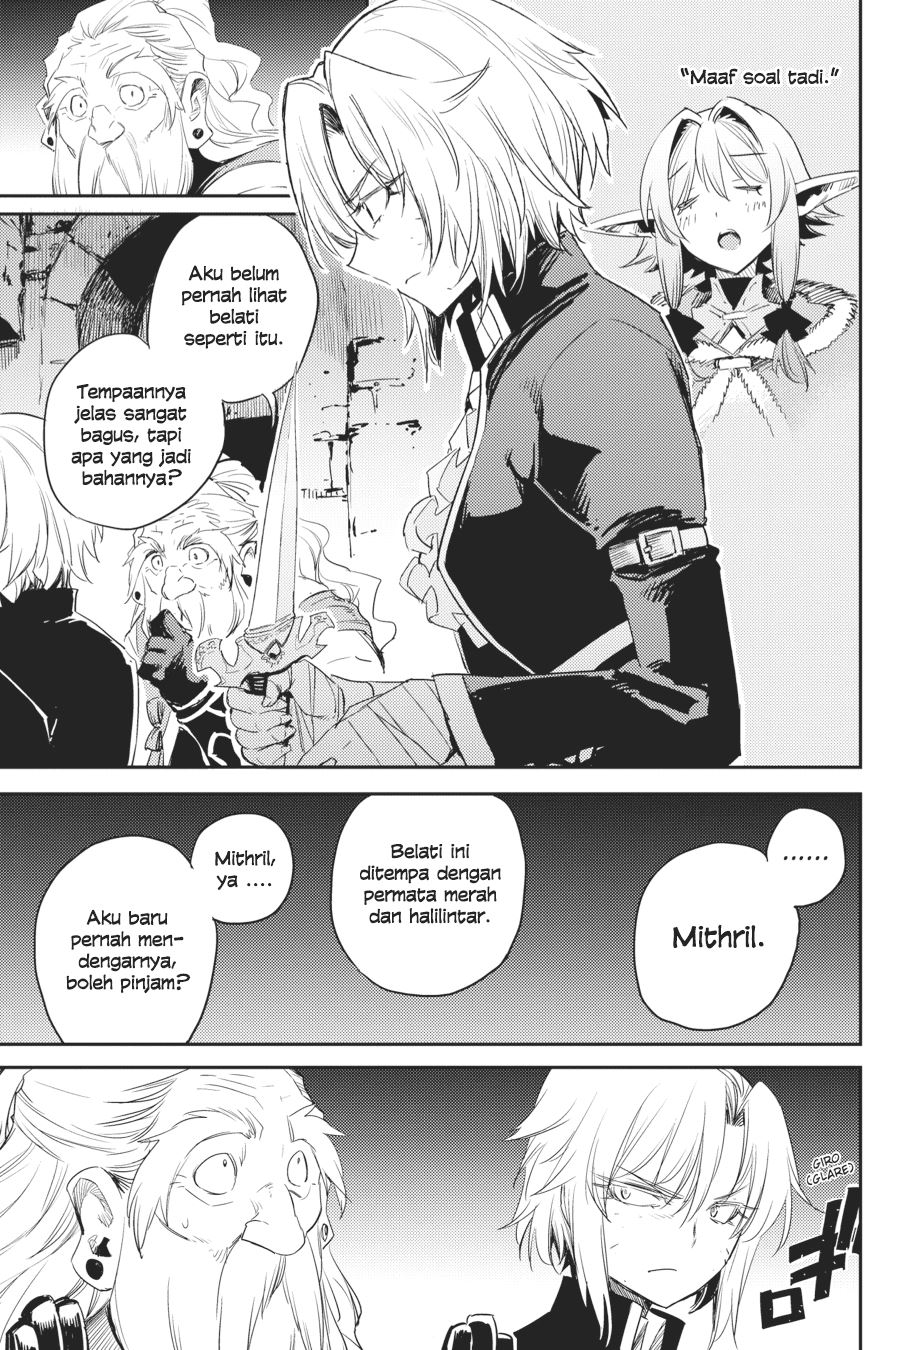 "Maaf soal tadi."
Aku belum
pernah lihat
belati
seperti itu.
Tempaannya
jelas sangat
bagus, tapi
apa yang jadi
bahannya?
......
Mithril.
Belati ini
ditempa dengan
permata merah
dan halilintar.
Mithril,
ya ....
Aku baru
pernah men-
dengarnya,
boleh pinjam?
GIRO
(GLARE)
ギロ